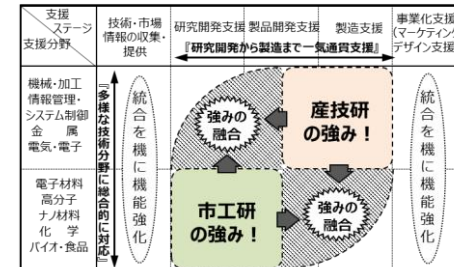 支援
ステージ
支援分野
技術・市場
情報の収集・
提供
研究開発支援
製品開発支援
製造支援
事業化支援
(マーケティング
デザイン支援
『研究開発から製造まで一気通貫支援』
機械・加工
情報管理・
システム制御
金 属
電気・電子
『多様な技術分野に総合的に対応』
統合を機に機能強化
強みの
融合
産技研
の強み！
統合を機に機能強化
電子材料
高分子
ナノ材料
化 学
バイオ・食品
市工研
の強み！
強みの
融合